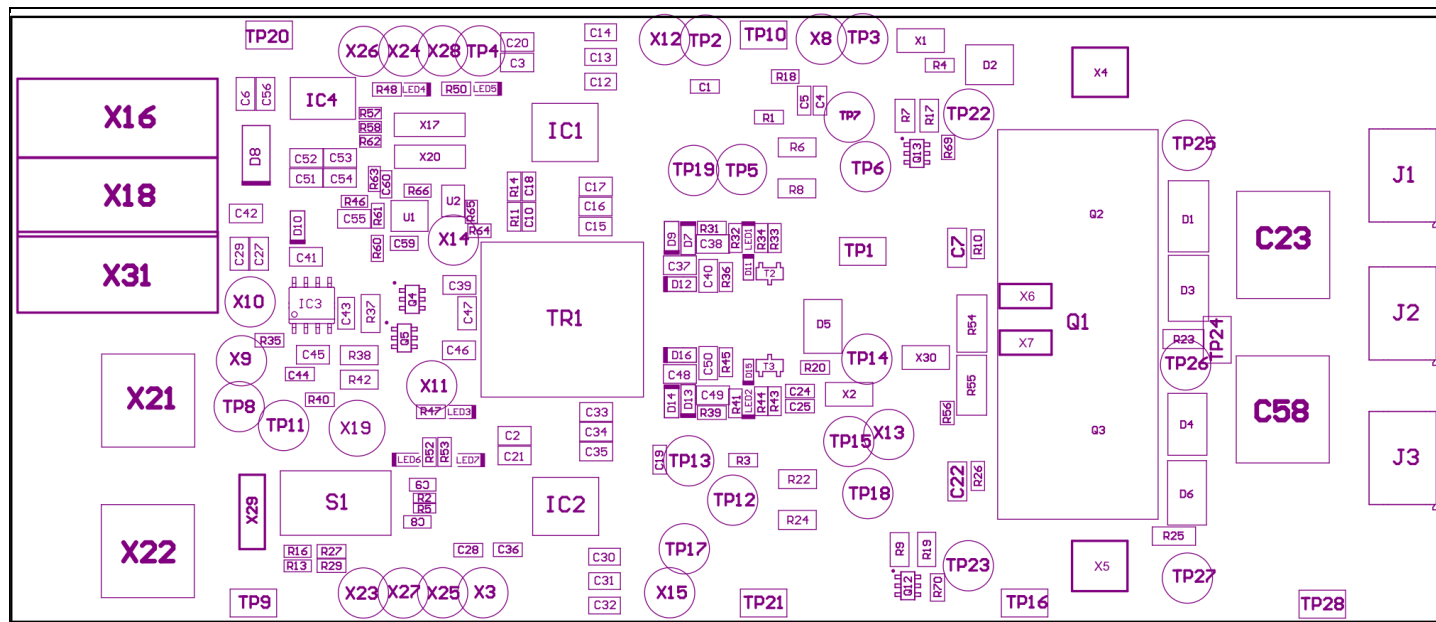 TP20
X26 X24 X28 TP4 C20
C3
C14
C13
C12
X12 TP2 TP10 X8 TP3 X1
R4 D2 X4
X16
X18
X31
C6 C56 IC4 R48 LED4 R50 LED5
R57
R58
R62
X17
X20
IC1
C1 R18 C5 C4 R1 TP7
R7 R17 TP22
Q13 R69
TP25
J1
D8
C52 C53
C51 C54
R63 C60
R46 R66
C55 R61 U1 U2 R65
R64
R60 C59 X14
R14 C18
R11 C10
C17
C16
C15
TP19 TP5 R6
R8
TP6
Q2 D1
C23
C42 D10
C29 C27 C41
D9 D7 R31
C38 R32 LED1 R34 R33
C37 C40 R36 D11 T2
D12
TP1 C7 R10
X10 IC3 C43 R37 Q4
Q5
C39
C47
C46
TR1
D5 R54 X6
X7
Q1
D3
J2
R23 TP24
X9 R35 C45 R38
C44 R42
X11
D16
C48 C50 R45 D15 T3
R20 TP14 X30
R55
TP26
X21
TP8 R40
TP11 X19
R47 LED3
D14 D13 C49
R39 R41 LED2 R44 R43
C24
C25
X2
R56
D4
C58
J3
C33
C34
C35
C2
C21
R52 R53
LED6 LED7
TP15 X13
Q3
C19 TP13 R3
TP12 R22
R24
TP18 C22 R26
D6
X22 X29 S1
C9
R2
R5
C8
IC2
R25
R16 R27
R13 R29
C28 C36
C30
C31
C32
TP17
X15
R9 R19
Q12 R70
TP23
X5
TP27
TP9 X23 X27 X25 X3
TP21 TP16 TP28